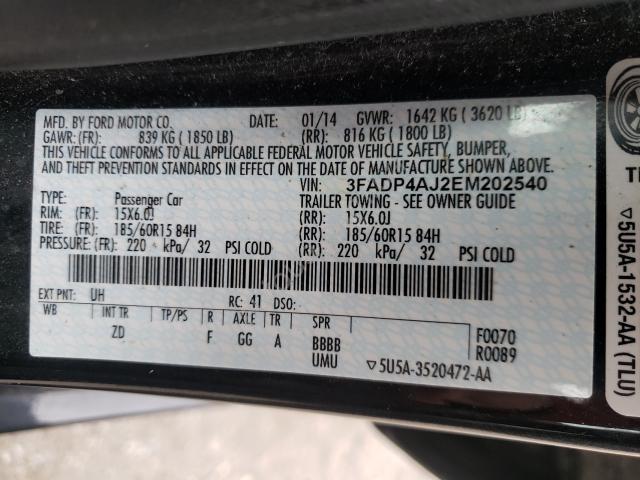 MFD. BY FORD MOTOR CO. DATE: 01/14 GVWR: 1642 KG ( 3620 LB)
GAWR:(FR): 839 KG ( 1850 LB) (RR): 816 KG ( 1800 LB)
THIS VEHICLE CONFORMS TO ALL APPLICABLE FEDERAL MOTOR VEHICLE SAFETY, BUMPER,
AND THEFT PREVENTION STANDARDS IN EFFECT ON THE DATE OF MANUFACTURE SHOWN ABOVE.
VIN: 3FADP4AJ2EM202540
TYPE: Passenger Car TRAILER TOWING - SEE OWNER GUIDE
RIM: (FR): 15X6.0J (RR): 15X6.0J
TIRE: (FR): 185/60R15 84H (RR): 185/60R15 84H
PRESSURE: (FR): 220 kPa/ 32 PSI COLD (RR): 220 kPa/ 32 PSI COLD
EXT PNT: UH RC: 41 DSO:
WB INT TR TP/PS R AXLE TR SPR
ZD F GG A BBBB F0070
UMU R0089
▽5U5A-3520472-AA
▽5U5A-1532-AA (TLU)